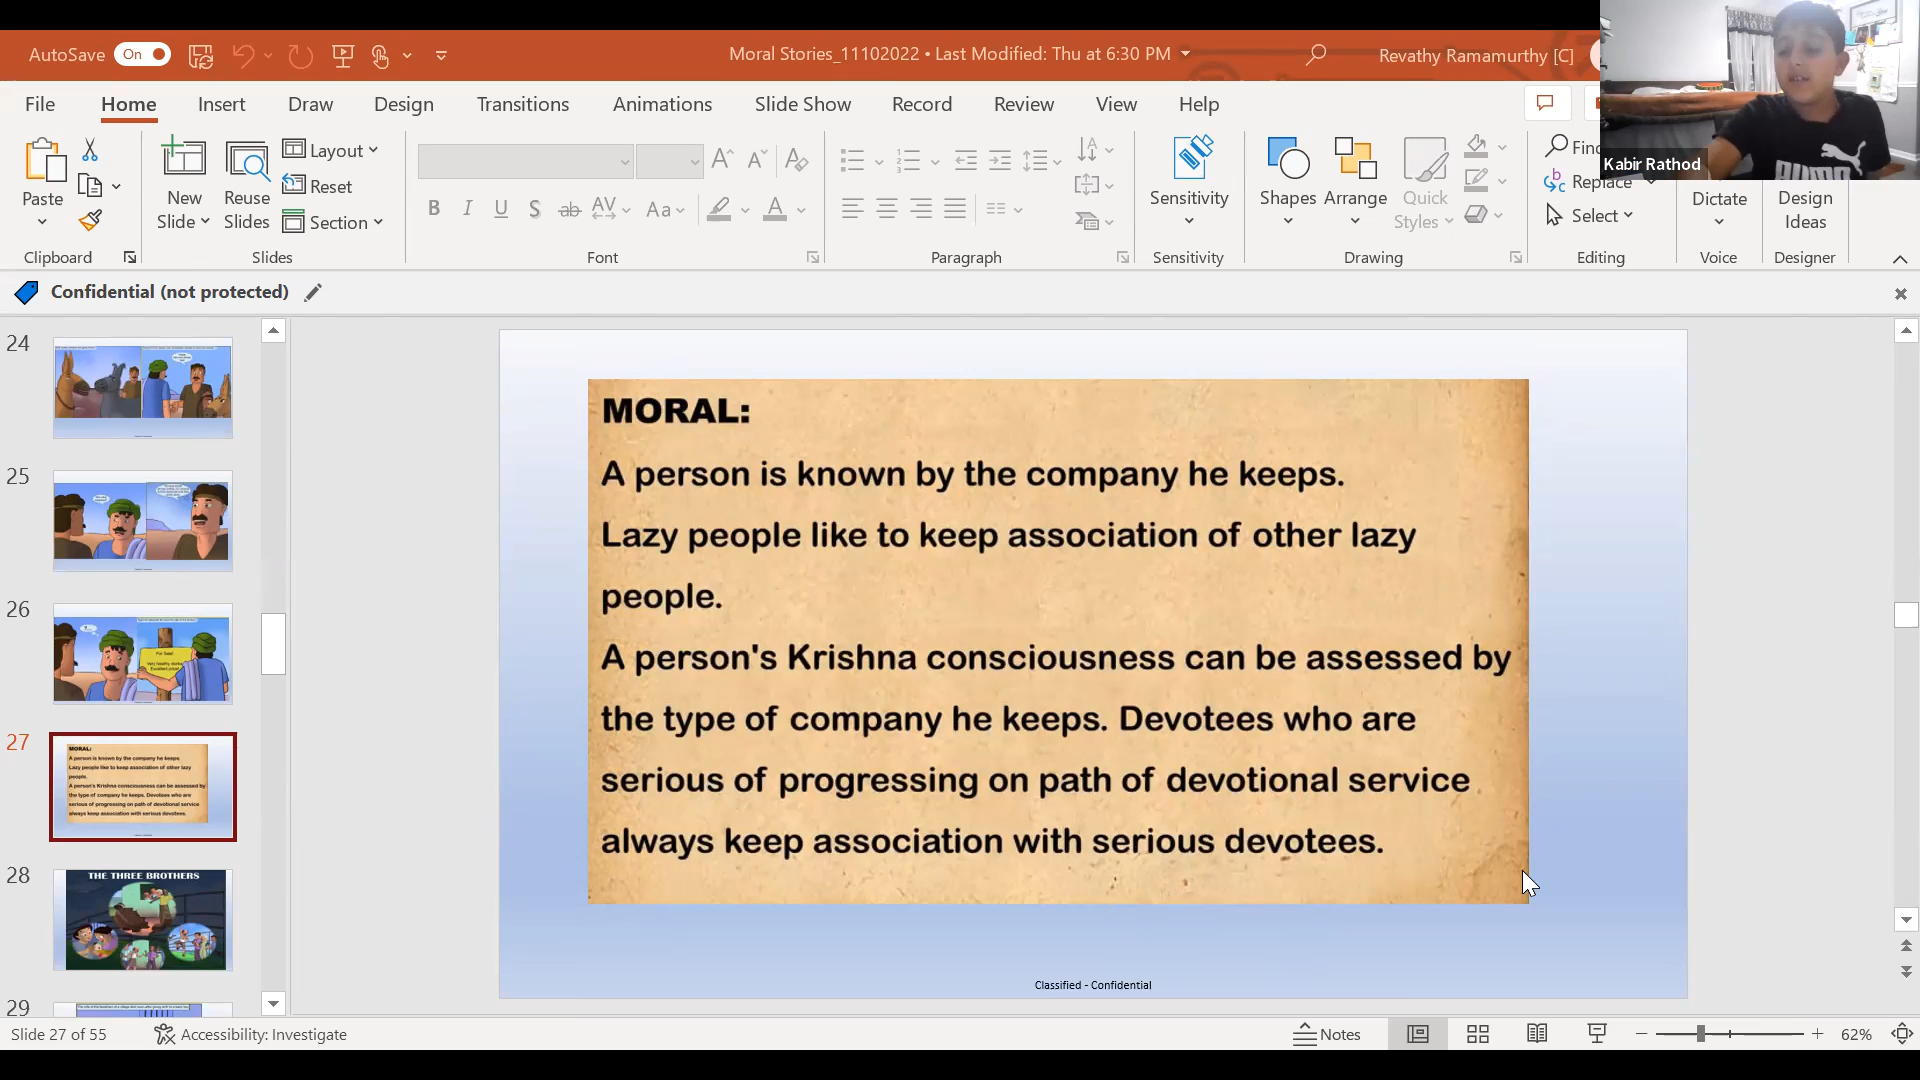 AutoSave On
Moral Stories_11102022 • Last Modified: Thu at 6:30 PM
Revathy Ramamurthy [C]
Kabir Rathod
File Home Insert Draw Design Transitions Animations Slide Show Record Review View Help
Paste
New Slide
Reuse Slides
Layout
Reset
Section
B I U S ab AV Aa A
Sensitivity
Shapes
Arrange
Quick Styles
Find
Replace
Select
Dictate
Design Ideas
Clipboard Slides Font Paragraph Sensitivity Drawing Editing Voice Designer
Confidential (not protected)
24
25
26
For Sale!
27
28
THE THREE BROTHERS
29
MORAL:
A person is known by the company he keeps.
Lazy people like to keep association of other lazy
people.
A person's Krishna consciousness can be assessed by
the type of company he keeps. Devotees who are
serious of progressing on path of devotional service
always keep association with serious devotees.
Classified - Confidential
Slide 27 of 55
Accessibility: Investigate
Notes
62%